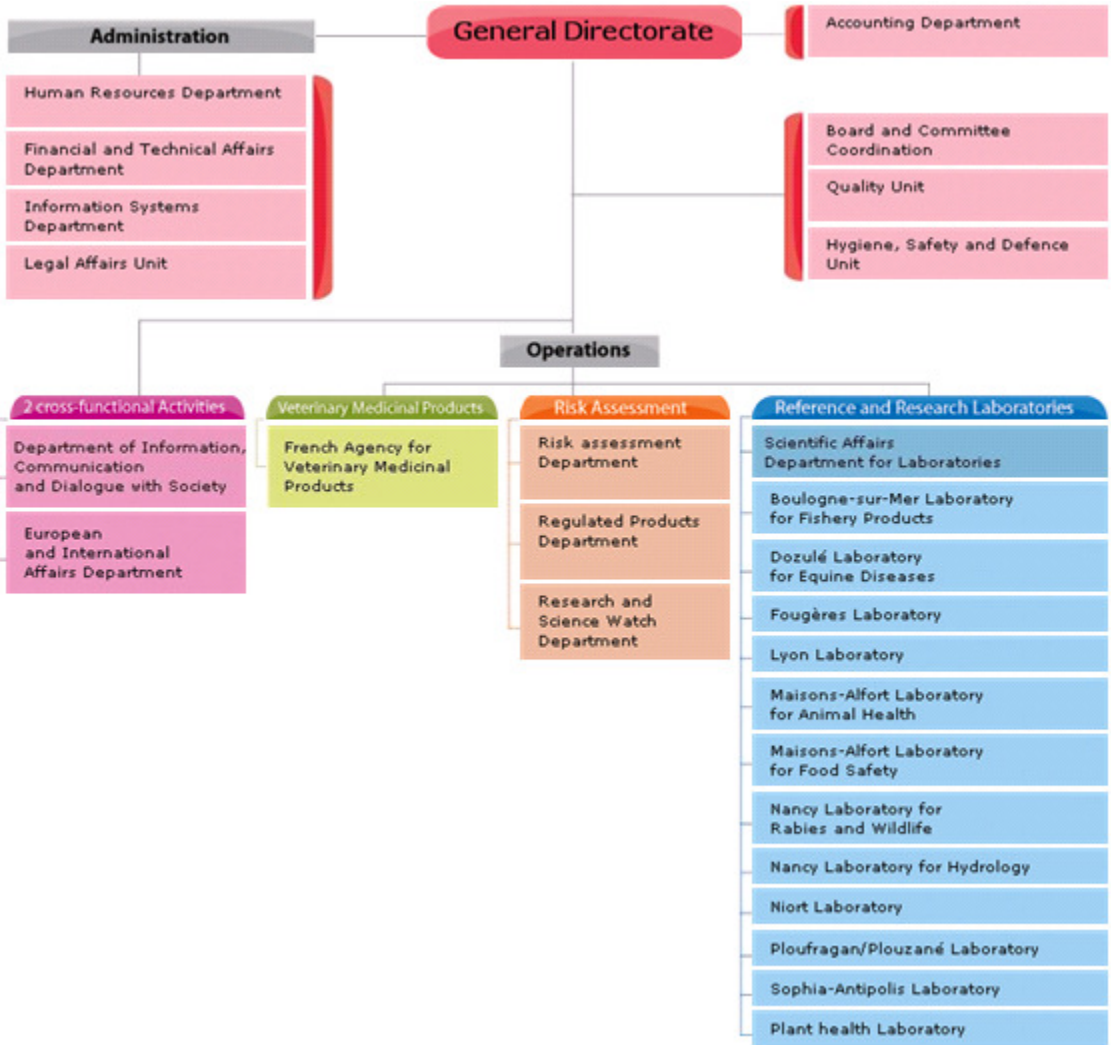 General Directorate
Administration
Human Resources Department
Financial and Technical Affairs
Department
Information Systems
Department
Legal Affairs Unit
Accounting Department
Board and Committee
Coordination
Quality Unit
Hygiene, Safety and Defence
Unit
Operations
2 cross-functional Activities
Department of Information,
Communication
and Dialogue with Society
European
and International
Affairs Department
Veterinary Medicinal Products
French Agency for
Veterinary Medicinal
Products
Risk Assessment
Risk assessment
Department
Regulated Products
Department
Research and
Science Watch
Department
Reference and Research Laboratories
Scientific Affairs
Department for Laboratories
Boulogne-sur-Mer Laboratory
for Fishery Products
Dozulé Laboratory
for Equine Diseases
Fougères Laboratory
Lyon Laboratory
Maisons-Alfort Laboratory
for Animal Health
Maisons-Alfort Laboratory
for Food Safety
Nancy Laboratory for
Rabies and Wildlife
Nancy Laboratory for Hydrology
Niort Laboratory
Ploufragan/Plouzané Laboratory
Sophia-Antipolis Laboratory
Plant health Laboratory